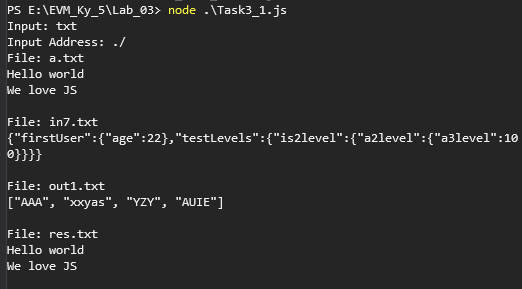 PS E:\EVM_Ky_5\Lab_03> node .\Task3_1.js
Input: txt
Input Address: ./
File: a.txt
Hello world
We love JS
File: in7.txt
{"firstUser":{"age":22},"testLevels":{"is2level":{"a2level":{"a3level":10
0}}}}
File: out1.txt
["AAA", "xxyas", "YZY", "AUIE"]
File: res.txt
Hello world
We love JS